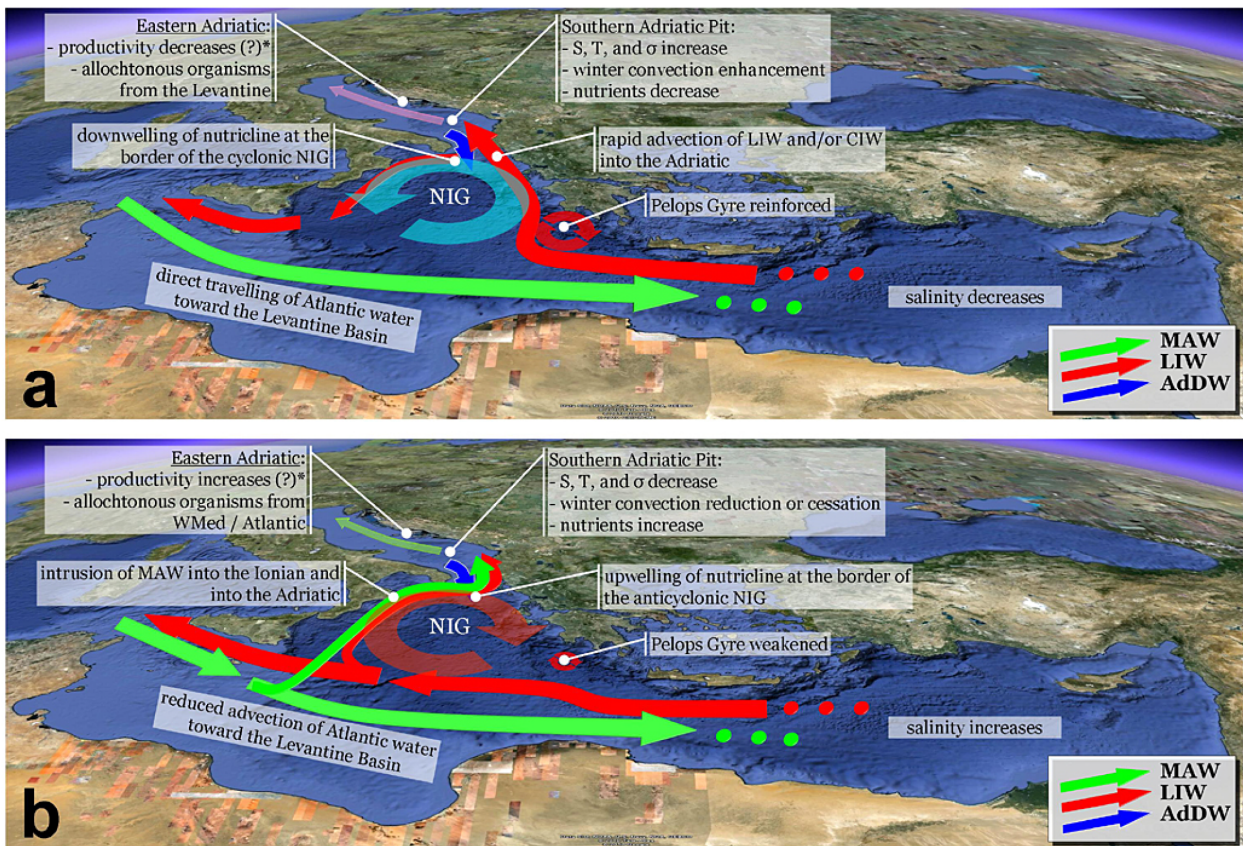 Eastern Adriatic:
- productivity decreases (?)*
- allochtonous organisms
from the Levantine
Southern Adriatic Pit:
- S, T, and σ increase
- winter convection enhancement
- nutrients decrease
downwelling of nutricline at the
border of the cyclonic NIG
rapid advection of LIW and/or CIW
into the Adriatic
NIG
Pelops Gyre reinforced
direct travelling of Atlantic water
toward the Levantine Basin
salinity decreases
MAW
LIW
AdDW
a
Eastern Adriatic:
- productivity increases (?)*
- allochtonous organisms from
WMed / Atlantic
Southern Adriatic Pit:
- S, T, and σ decrease
- winter convection reduction or cessation
- nutrients increase
intrusion of MAW into the Ionian and
into the Adriatic
upwelling of nutricline at the border of
the anticyclonic NIG
NIG
Pelops Gyre weakened
reduced advection of Atlantic water
toward the Levantine Basin
salinity increases
MAW
LIW
AdDW
b